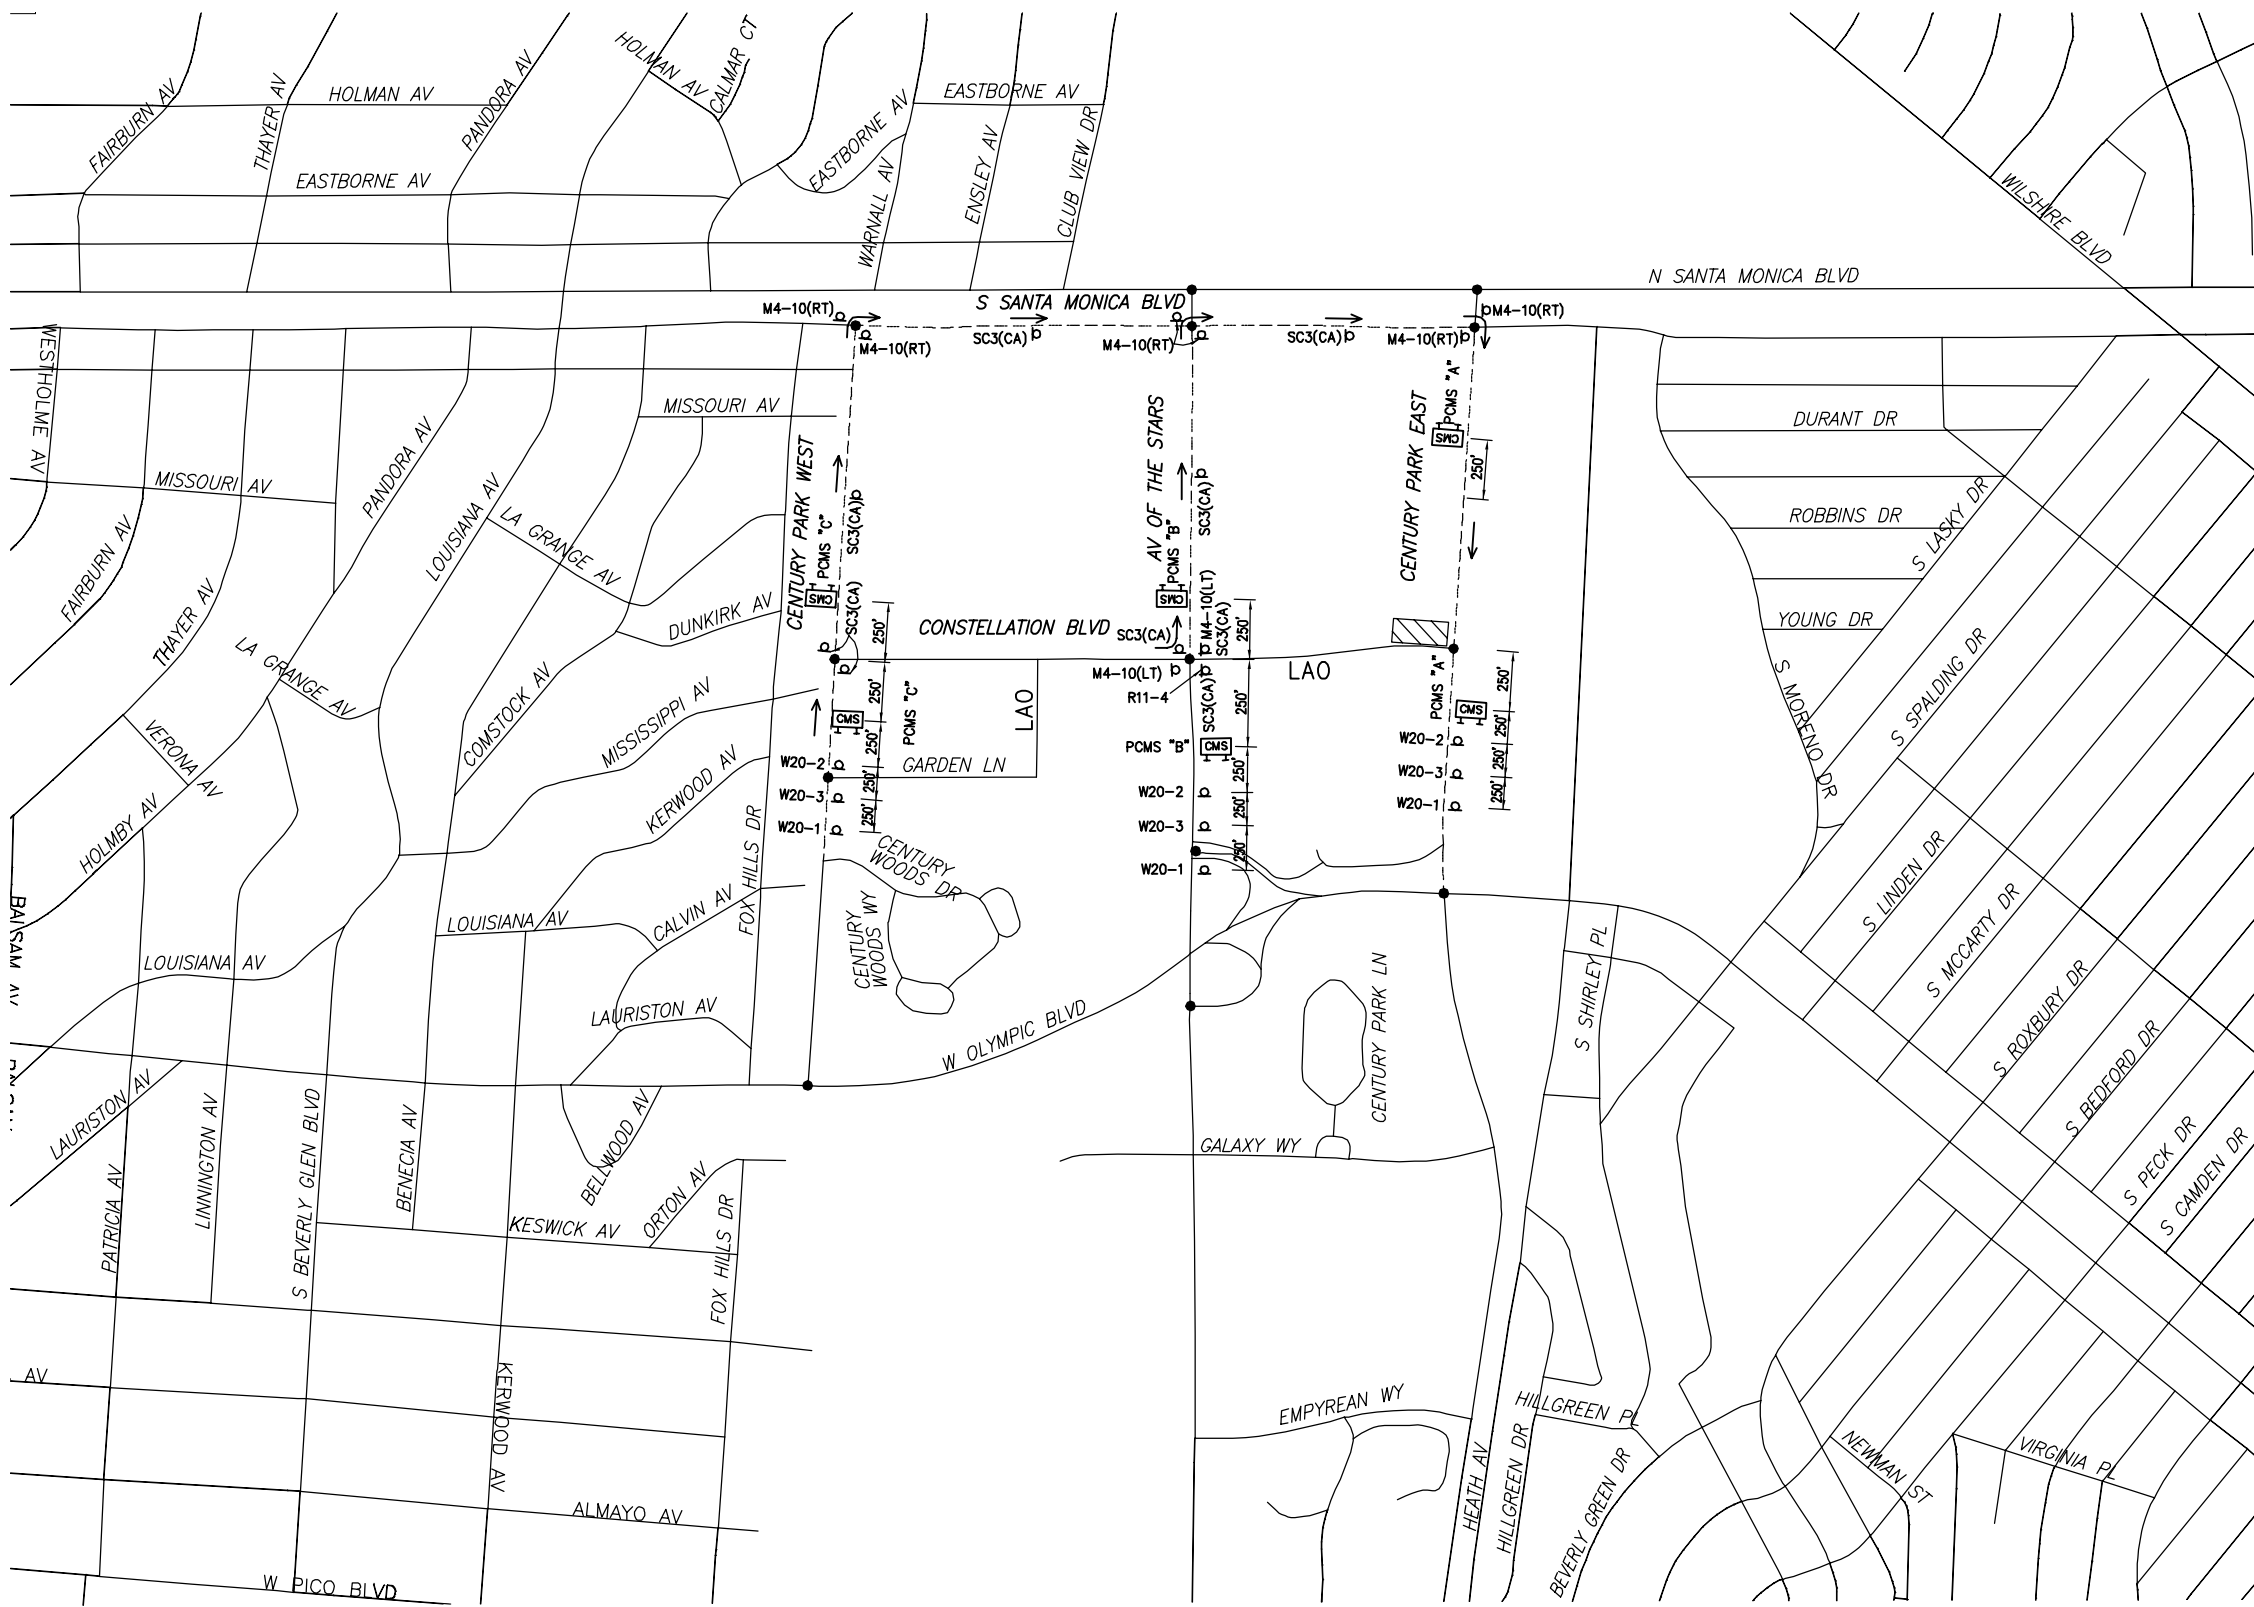 HOLMAN AV
CALMAR CT
PANDORA AV
HOLMAN AV
FAIRBURN AV
THAYER AV
EASTBORNE AV
EASTBORNE AV
EASTBORNE AV
WARNALL AV
ENSLEY AV
CLUB VIEW DR
WILSHIRE BLVD
N SANTA MONICA BLVD
S SANTA MONICA BLVD
M4-10(RT)
M4-10(RT)
SC3(CA)
M4-10(RT)
SC3(CA)
M4-10(RT)
M4-10(RT)
WESTHOLME AV
MISSOURI AV
MISSOURI AV
PANDORA AV
LOUISIANA AV
LA GRANGE AV
FAIRBURN AV
THAYER AV
LA GRANGE AV
DUNKIRK AV
CENTURY PARK WEST
PCMS "C"
SC3(CA)
CMS
SC3(CA)
250'
AV OF THE STARS
PCMS "B"
SC3(CA)
CMS
M4-10(LT)
SC3(CA)
250'
CENTURY PARK EAST
PCMS "A"
CMS
250'
DURANT DR
ROBBINS DR
YOUNG DR
S LASKY DR
S MORENO DR
S SPALDING DR
CONSTELLATION BLVD
SC3(CA)
M4-10(LT)
R11-4
SC3(CA)
250'
LAO
LAO
PCMS "A"
CMS
250'
W20-2
250'
W20-3
250'
W20-1
PCMS "B"
CMS
W20-2
250'
W20-3
250'
W20-1
250'
CMS
PCMS "C"
250'
W20-2
250'
GARDEN LN
W20-3
250'
W20-1
250'
VERONA AV
HOLMBY AV
COMSTOCK AV
MISSISSIPPI AV
KERWOOD AV
FOX HILLS DR
CENTURY
WOODS DR
CENTURY
WOODS WY
CALVIN AV
LOUISIANA AV
LOUISIANA AV
LAURISTON AV
BALSAM AV
W OLYMPIC BLVD
CENTURY PARK LN
S SHIRLEY PL
S LINDEN DR
S MCCARTY DR
S ROXBURY DR
S BEDFORD DR
S PECK DR
S CAMDEN DR
LAURISTON AV
PATRICIA AV
LINNINGTON AV
S BEVERLY GLEN BLVD
BENECIA AV
BELLWOOD AV
ORTON AV
KESWICK AV
FOX HILLS DR
GALAXY WY
AV
KERWOOD AV
ALMAYO AV
W PICO BLVD
EMPYREAN WY
HEATH AV
HILLGREEN DR
HILLGREEN PL
BEVERLY GREEN DR
NEWMAN ST
VIRGINIA PL